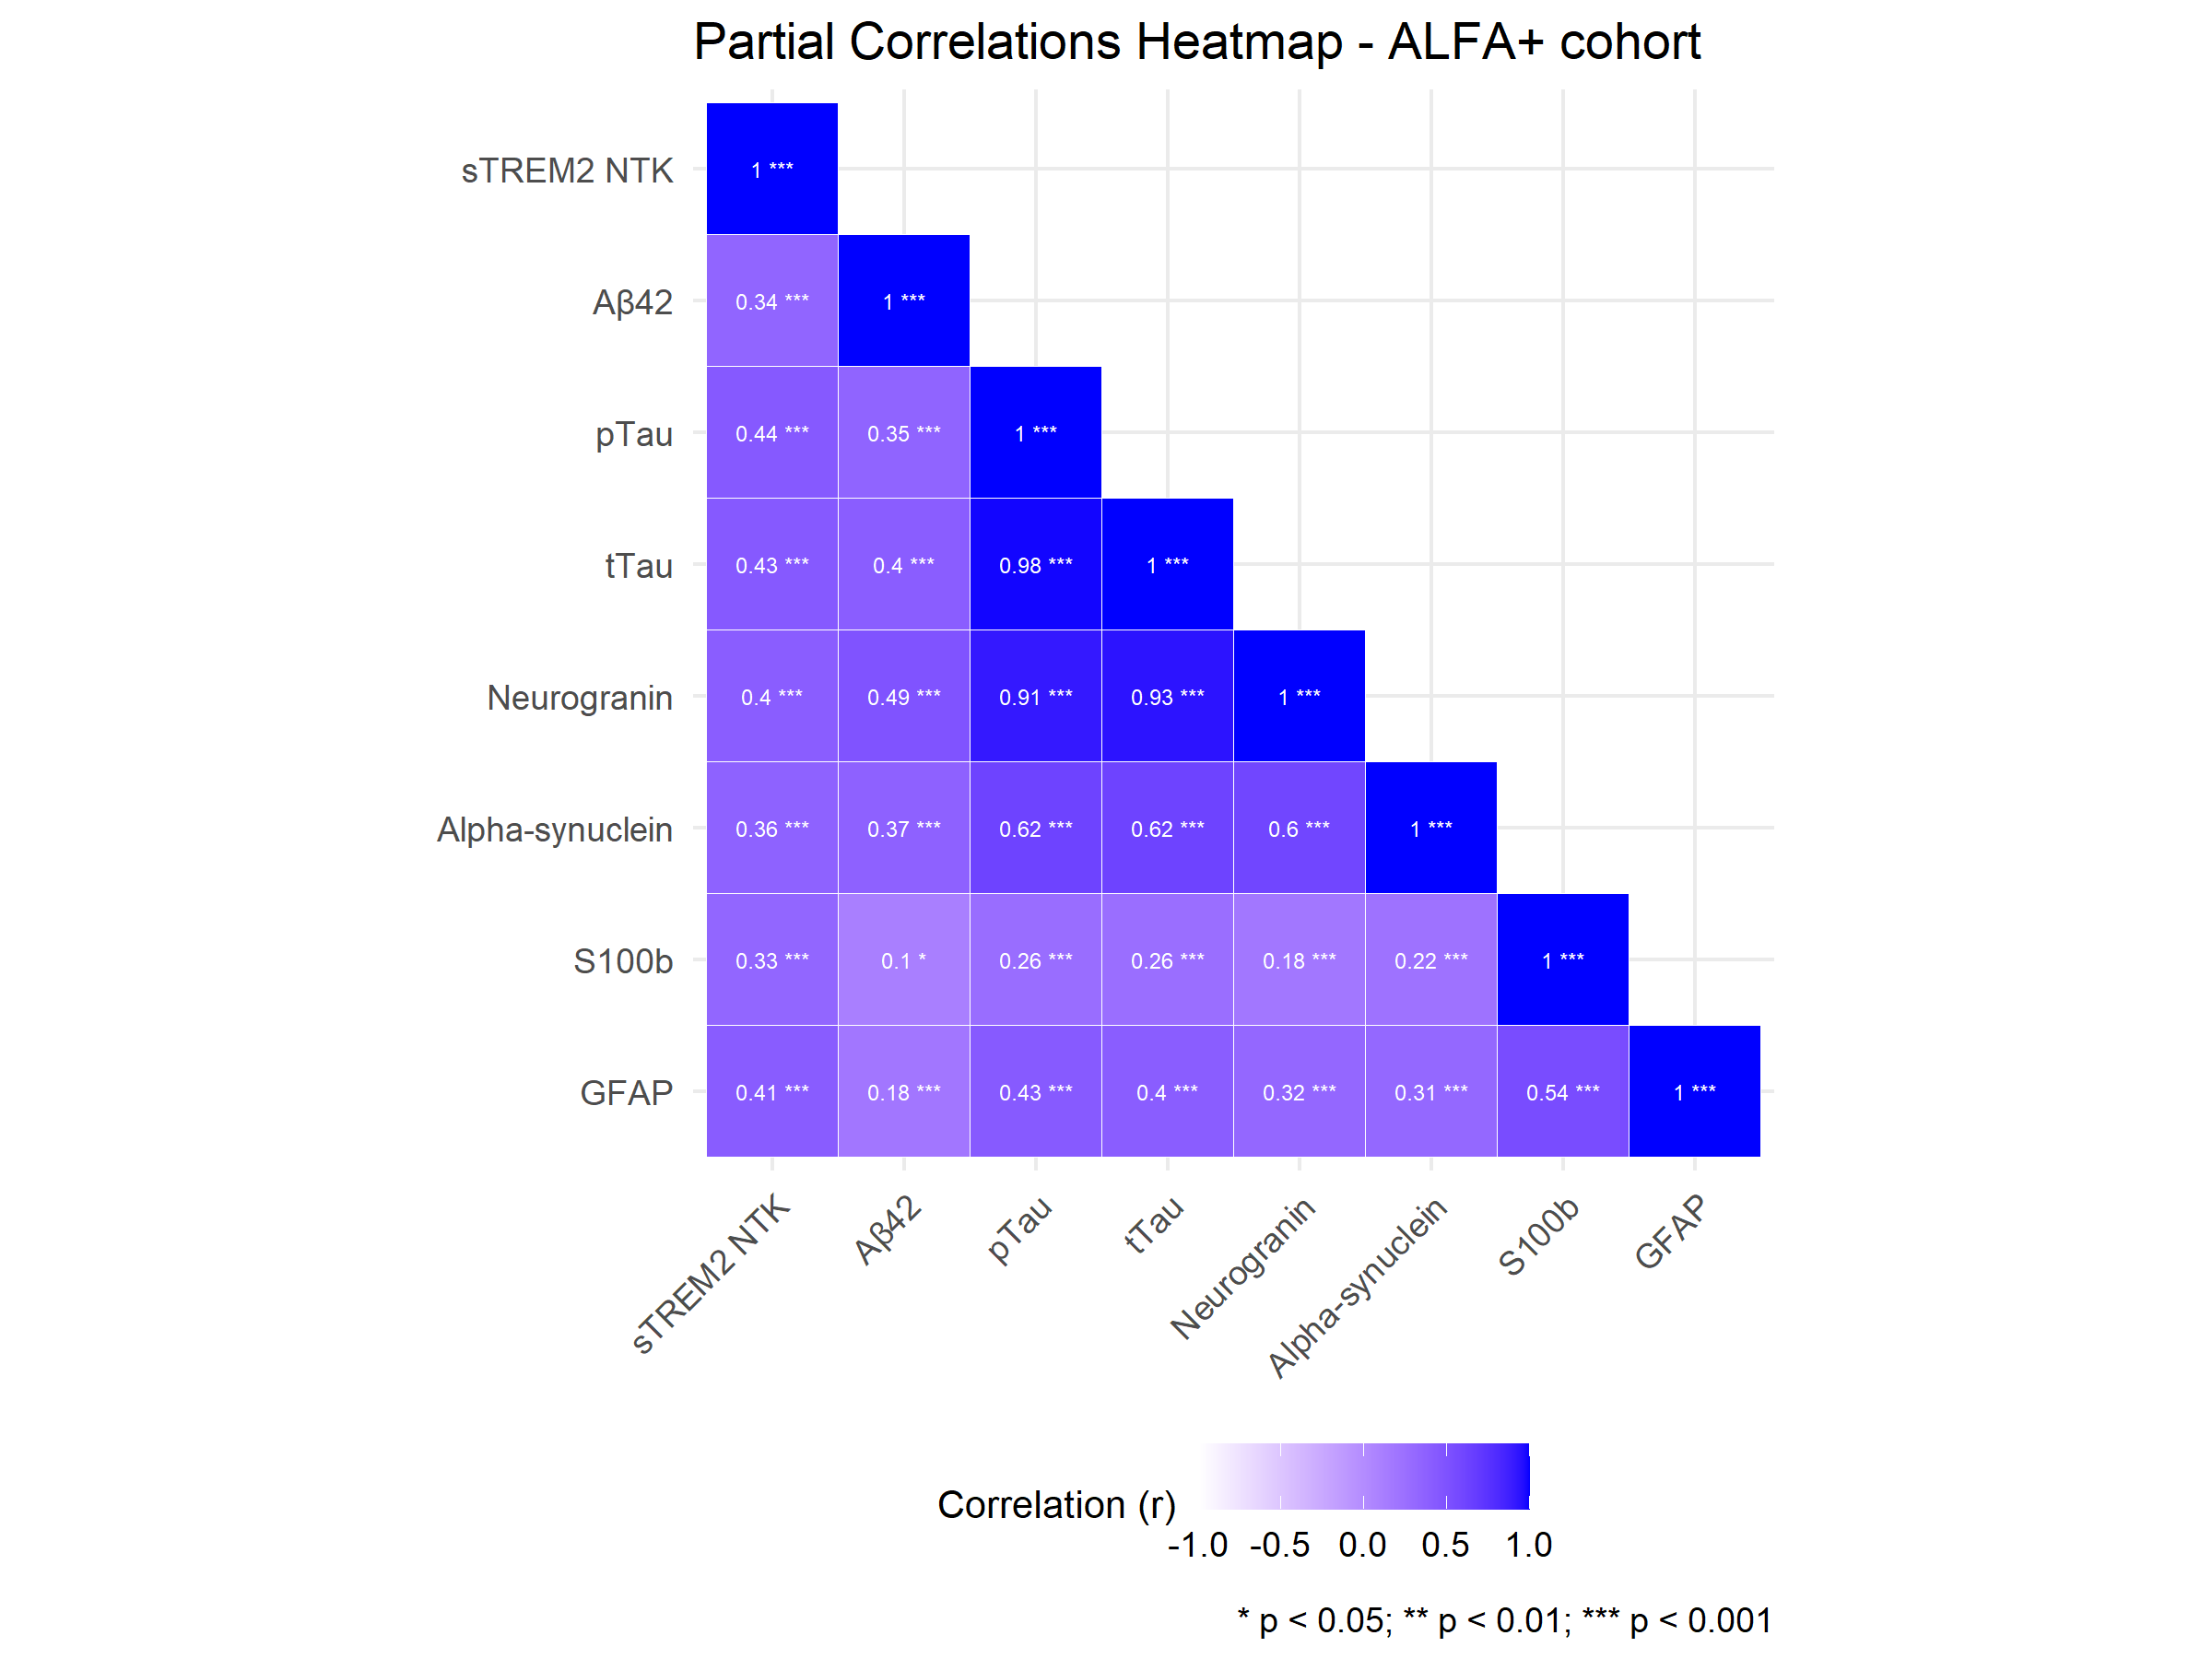 Partial Correlations Heatmap - ALFA+ cohort
sTREM2 NTK
1 ***
Aβ42
0.34 *** 1 ***
pTau
0.44 *** 0.35 *** 1 ***
tTau
0.43 *** 0.4 *** 0.98 *** 1 ***
Neurogranin
0.4 *** 0.49 *** 0.91 *** 0.93 *** 1 ***
Alpha-synuclein
0.36 *** 0.37 *** 0.62 *** 0.62 *** 0.6 *** 1 ***
S100b
0.33 *** 0.1 * 0.26 *** 0.26 *** 0.18 *** 0.22 *** 1 ***
GFAP
0.41 *** 0.18 *** 0.43 *** 0.4 *** 0.32 *** 0.31 *** 0.54 *** 1 ***
sTREM2 NTK
Aβ42
pTau
tTau
Neurogranin
Alpha-synuclein
S100b
GFAP
Correlation (r)
-1.0 -0.5 0.0 0.5 1.0
* p < 0.05; ** p < 0.01; *** p < 0.001